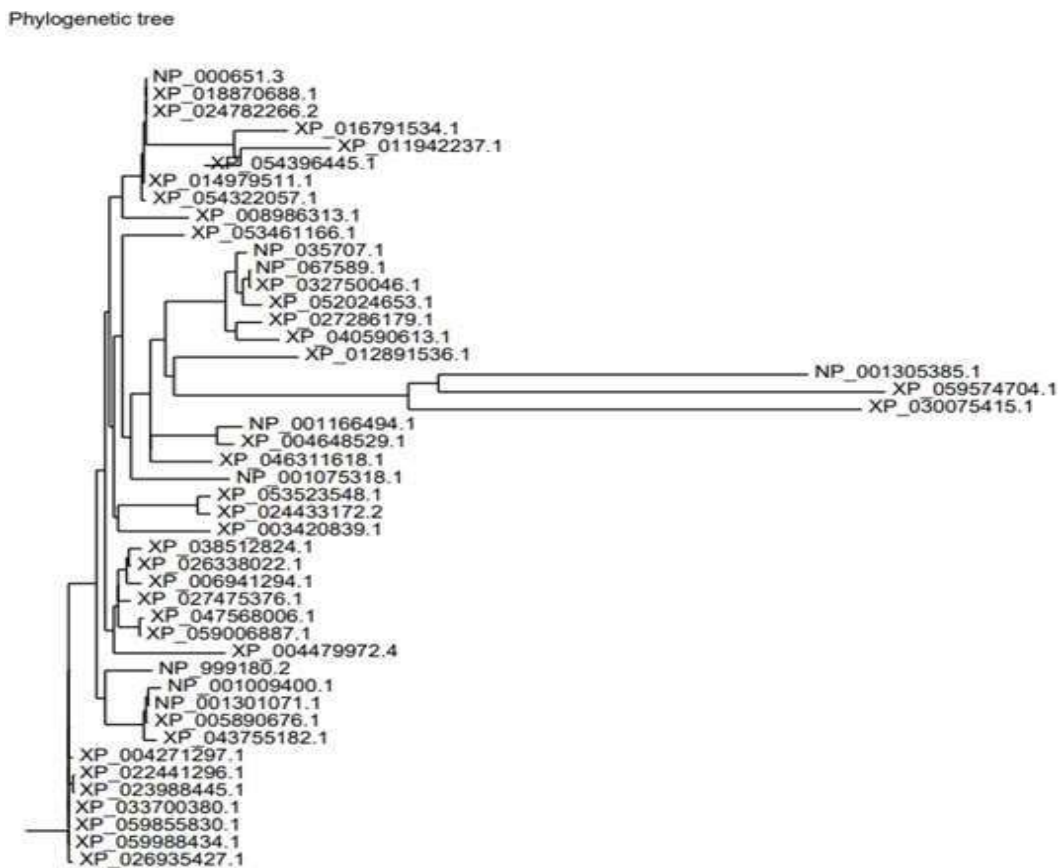 Phylogenetic tree
NP_000651.3
XP_018870688.1
XP_024782266.2
XP_016791534.1
XP_011942237.1
XP_054396445.1
XP_014979511.1
XP_054322057.1
XP_008986313.1
XP_053461166.1
NP_035707.1
NP_067589.1
XP_032750046.1
XP_052024653.1
XP_027286179.1
XP_040590613.1
XP_012891536.1
NP_001305385.1
XP_059574704.1
XP_030075415.1
NP_001166494.1
XP_004648529.1
XP_046311618.1
NP_001075318.1
XP_053523548.1
XP_024433172.2
XP_003420839.1
XP_038512824.1
XP_026338022.1
XP_006941294.1
XP_027475376.1
XP_047568006.1
XP_059006887.1
XP_004479972.4
NP_999180.2
NP_001009400.1
NP_001301071.1
XP_005890676.1
XP_043755182.1
XP_004271297.1
XP_022441296.1
XP_023988445.1
XP_033700380.1
XP_059855830.1
XP_059988434.1
XP_026935427.1